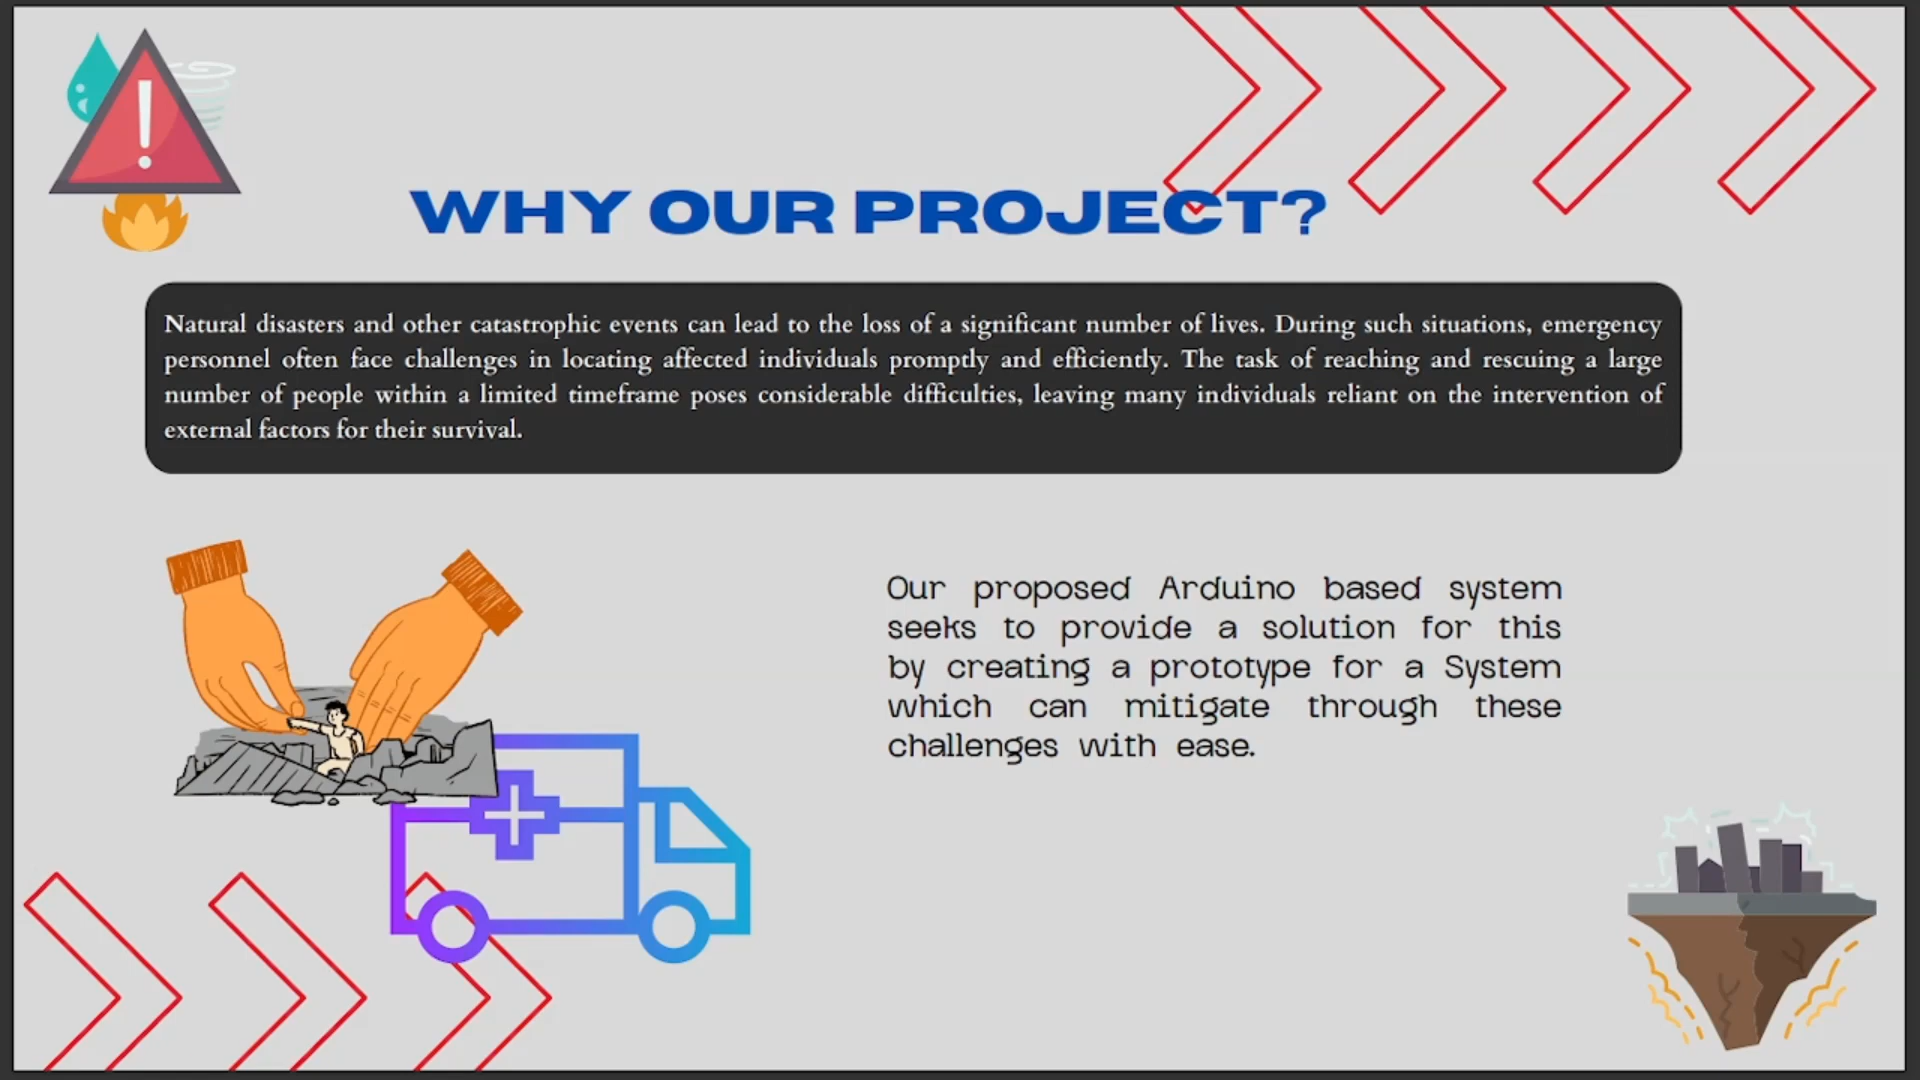 WHY OUR PROJECT?
Natural disasters and other catastrophic events can lead to the loss of a significant number of lives. During such situations, emergency
personnel often face challenges in locating affected individuals promptly and efficiently. The task of reaching and rescuing a large
number of people within a limited timeframe poses considerable difficulties, leaving many individuals reliant on the intervention of
external factors for their survival.
Our proposed Arduino based system
seeks to provide a solution for this
by creating a prototype for a System
which can mitigate through these
challenges with ease.